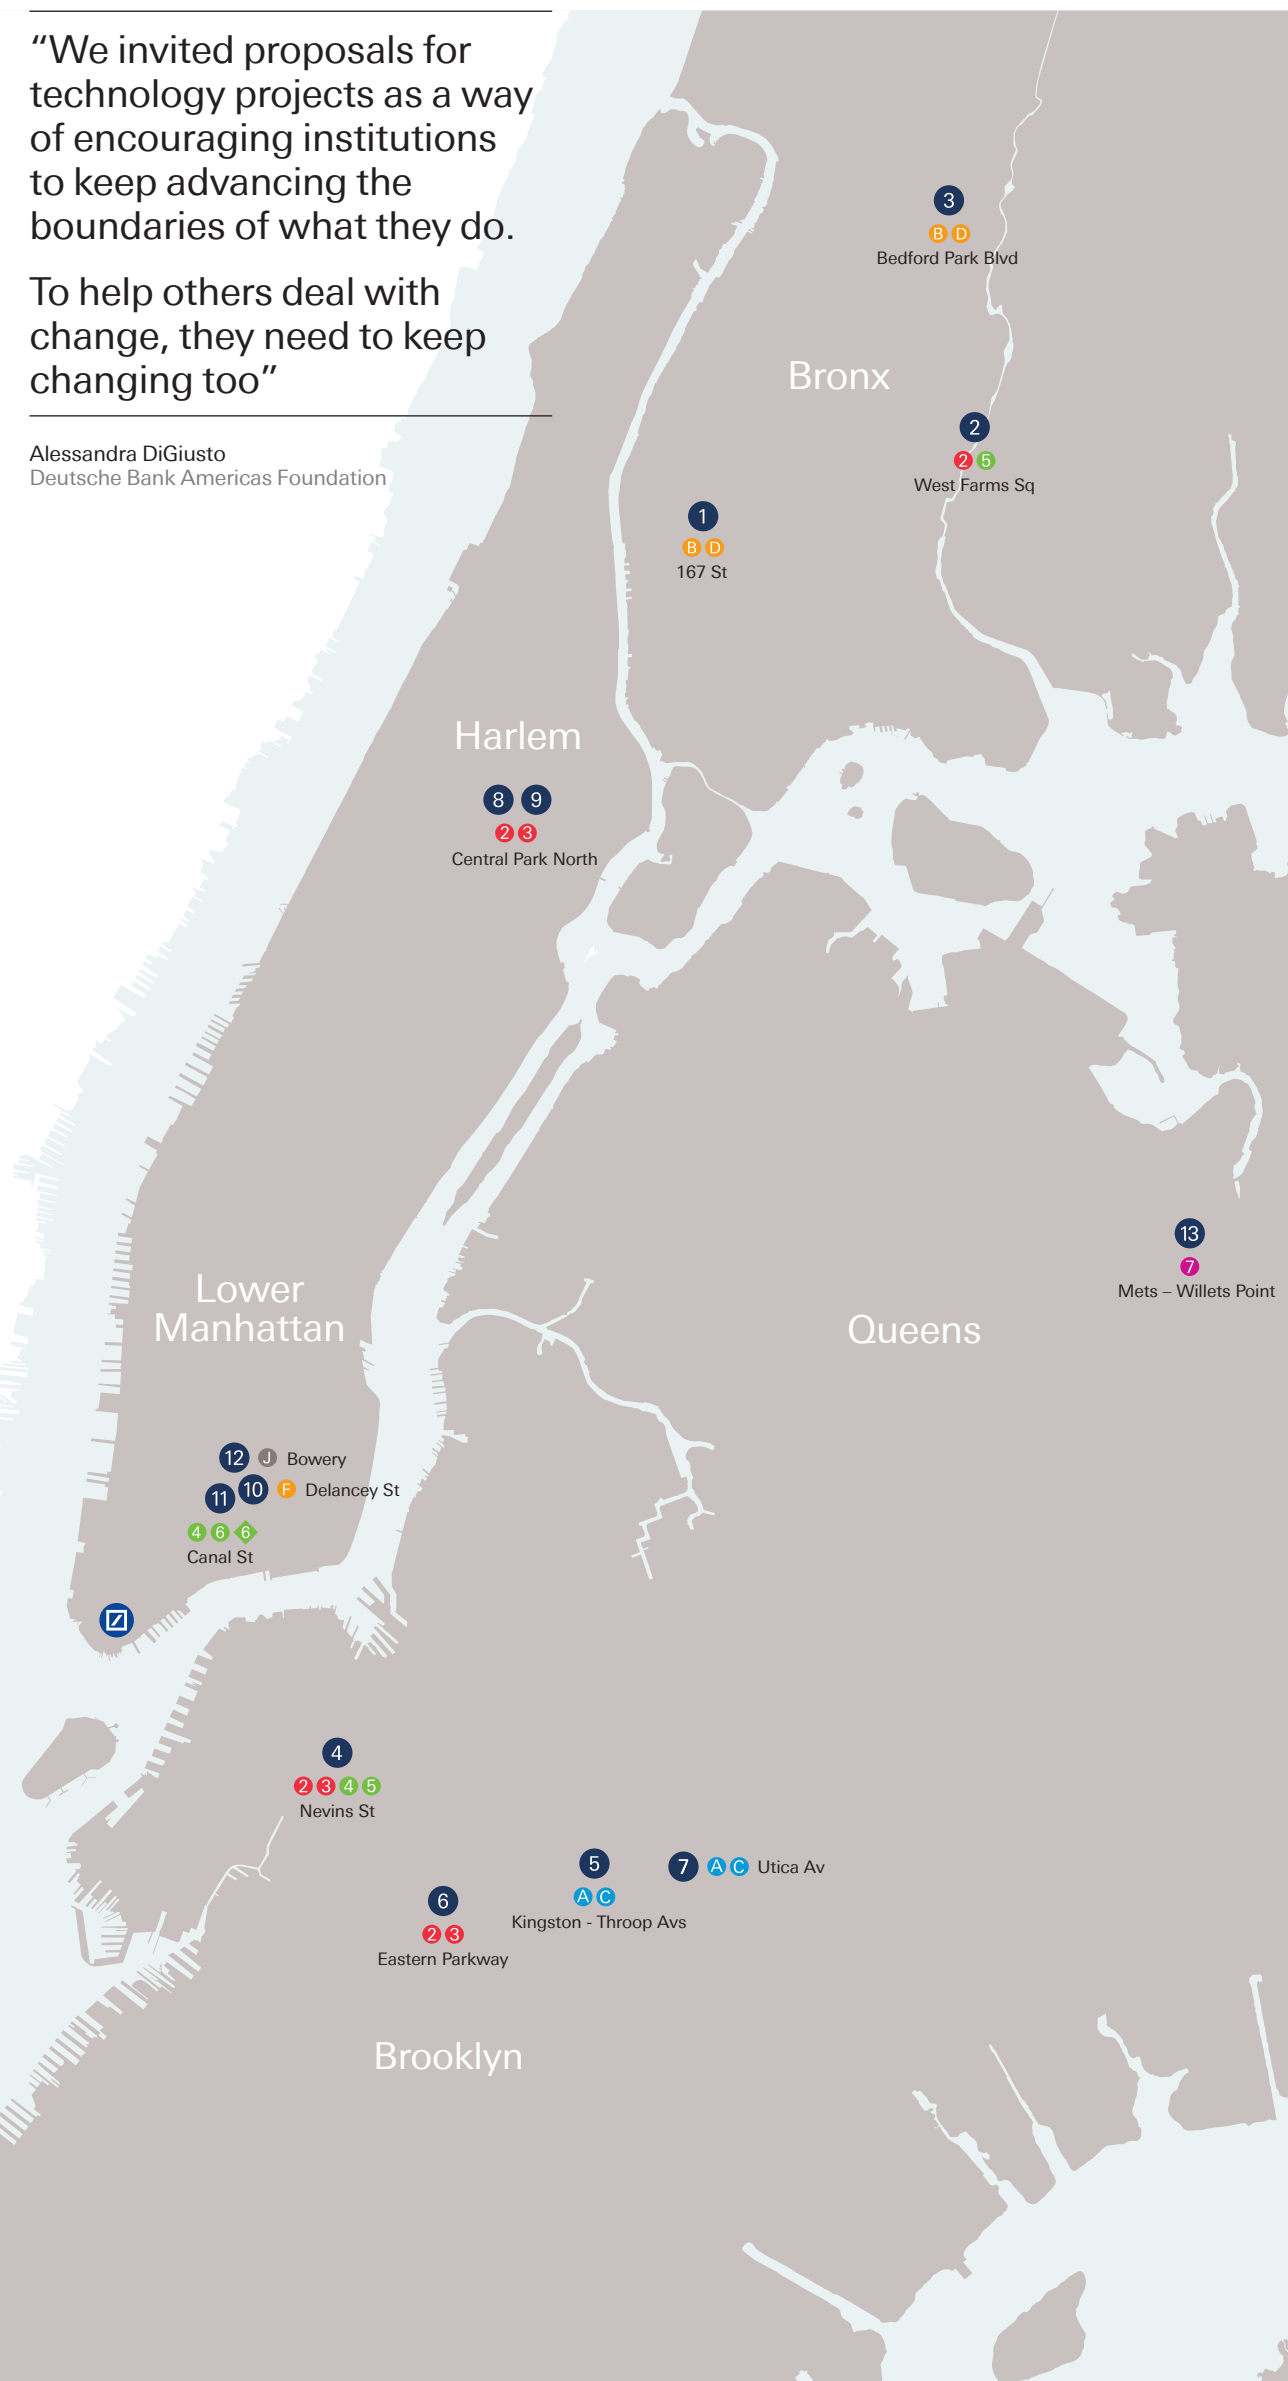 “We invited proposals for
technology projects as a way
of encouraging institutions
to keep advancing the
boundaries of what they do.
To help others deal with
change, they need to keep
changing too”
Alessandra DiGiusto
Deutsche Bank Americas Foundation
3
B D
Bedford Park Blvd
Bronx
2
2 5
West Farms Sq
1
B D
167 St
Harlem
8 9
2 3
Central Park North
13
7
Mets – Willets Point
Lower
Manhattan
Queens
12 J Bowery
11 10 F Delancey St
4 6 6
Canal St
4
2 3 4 5
Nevins St
5
A C
Kingston - Throop Avs
7 A C Utica Av
6
2 3
Eastern Parkway
Brooklyn